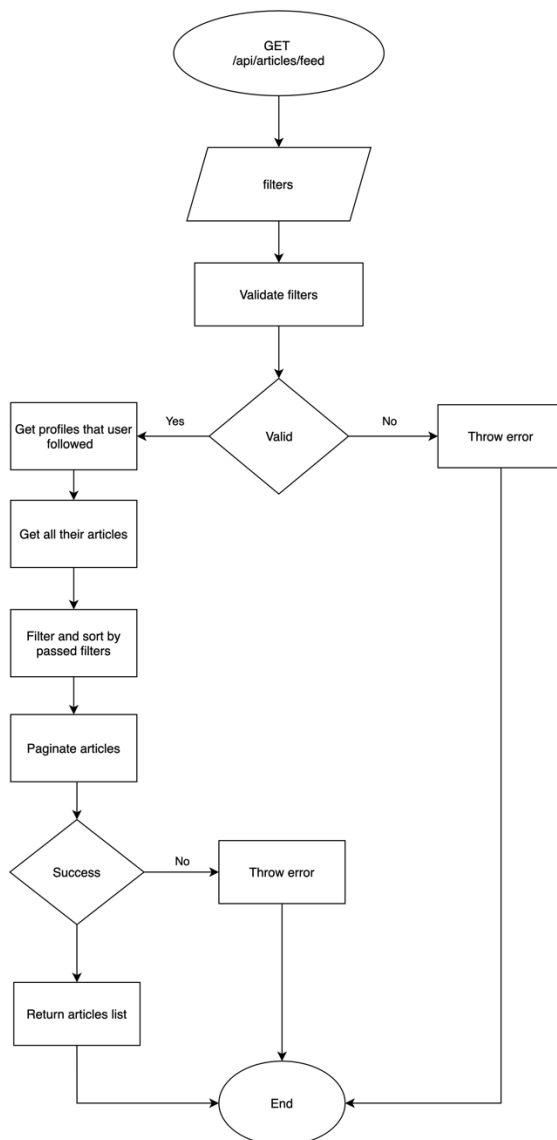 GET
/api/articles/feed
filters
Validate filters
Valid
Yes
No
Get profiles that user
followed
Throw error
Get all their articles
Filter and sort by
passed filters
Paginate articles
Success
No
Throw error
Return articles list
End